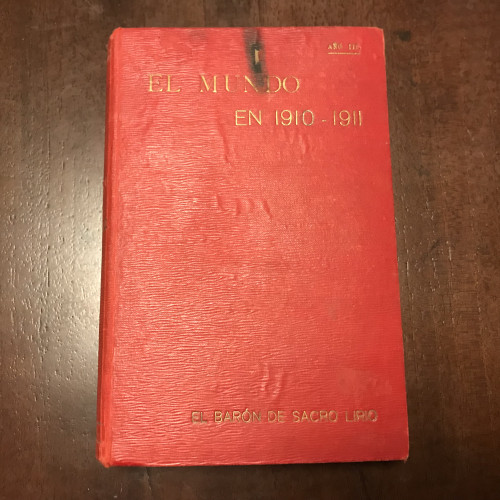 AÑO III
EL MUNDO
EN 1910-1911
EL BARÓN DE SACRO LIRIO